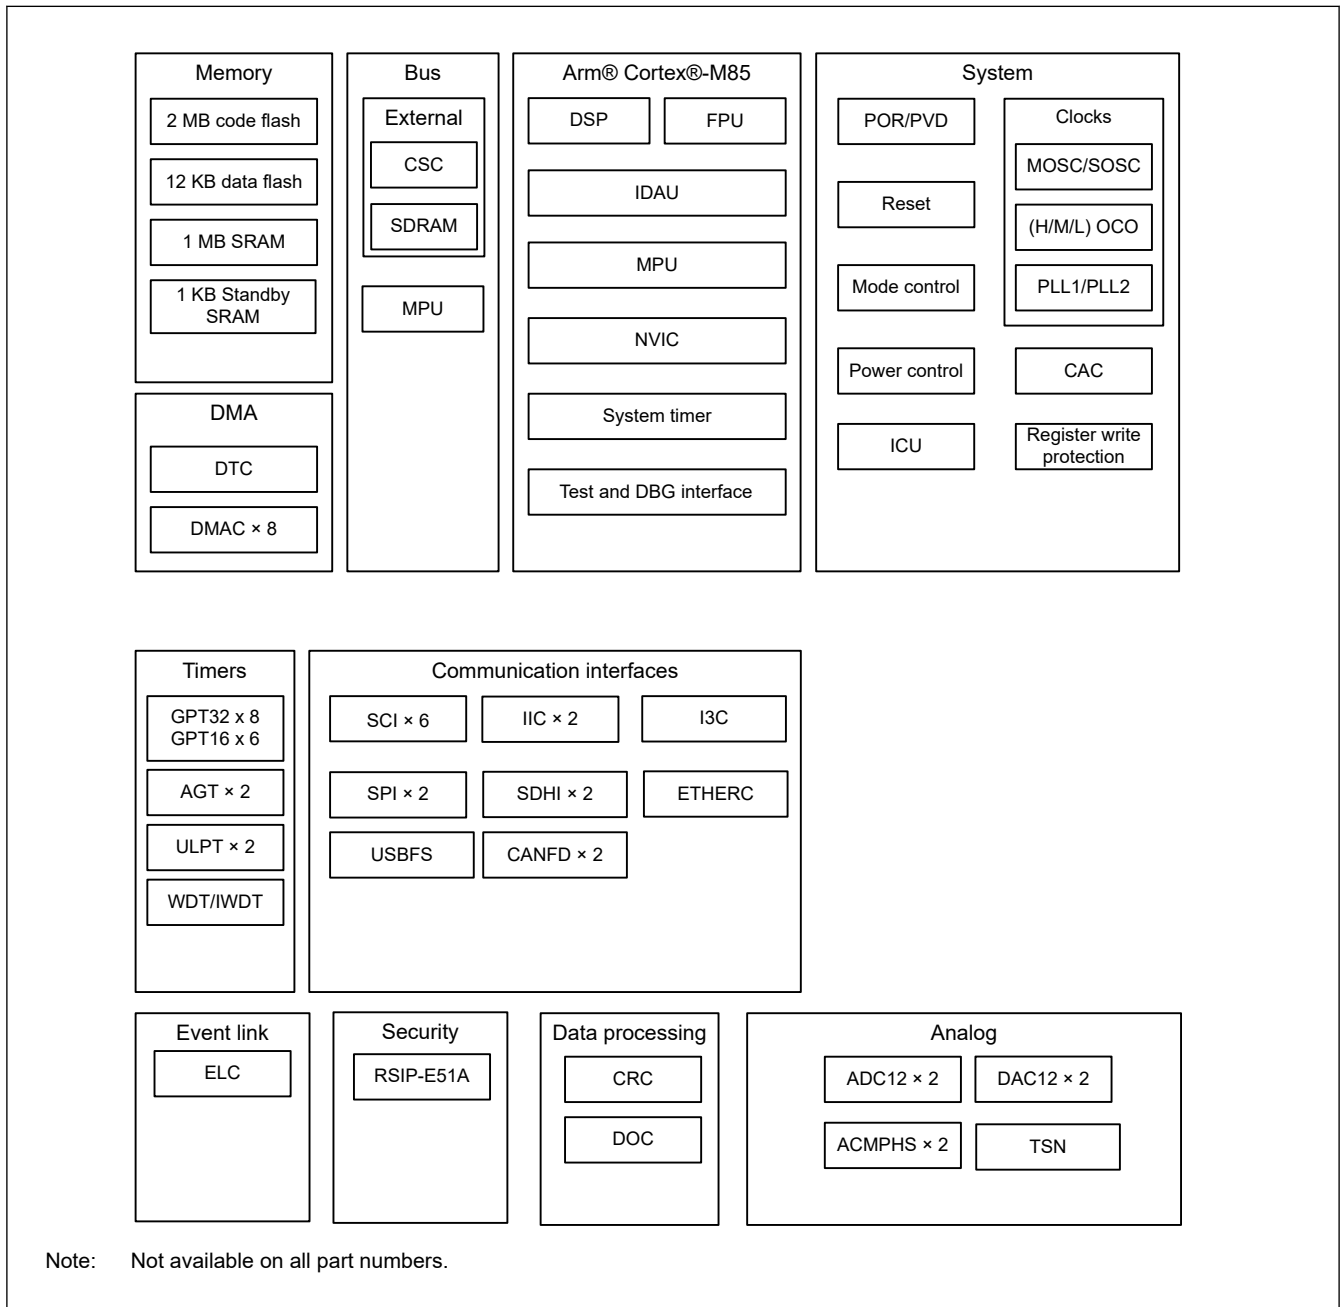 Memory
2 MB code flash
12 KB data flash
1 MB SRAM
1 KB Standby
SRAM
DMA
DTC
DMAC × 8
Bus
External
CSC
SDRAM
MPU
Arm® Cortex®-M85
DSP
FPU
IDAU
MPU
NVIC
System timer
Test and DBG interface
System
POR/PVD
Reset
Mode control
Power control
ICU
Clocks
MOSC/SOSC
(H/M/L) OCO
PLL1/PLL2
CAC
Register write
protection
Timers
GPT32 x 8
GPT16 x 6
AGT × 2
ULPT × 2
WDT/IWDT
Communication interfaces
SCI × 6
IIC × 2
I3C
SPI × 2
SDHI × 2
ETHERC
USBFS
CANFD × 2
Event link
ELC
Security
RSIP-E51A
Data processing
CRC
DOC
Analog
ADC12 × 2
DAC12 × 2
ACMPHS × 2
TSN
Note: Not available on all part numbers.